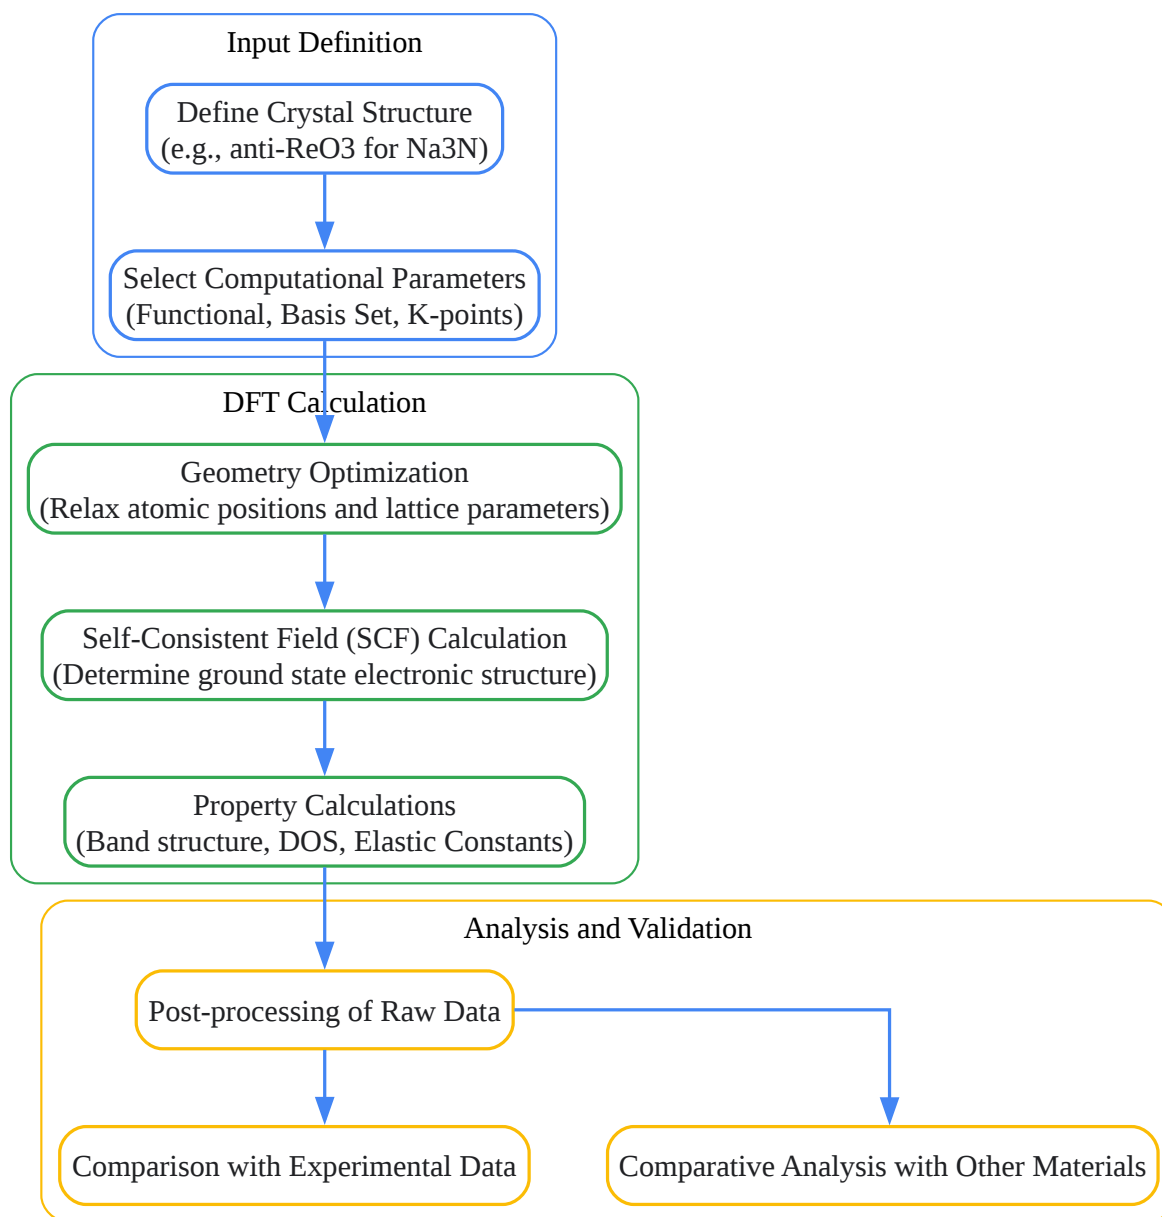 Input Definition
Define Crystal Structure
(e.g., anti-ReO3 for Na3N)
Select Computational Parameters
(Functional, Basis Set, K-points)
DFT Calculation
Geometry Optimization
(Relax atomic positions and lattice parameters)
Self-Consistent Field (SCF) Calculation
(Determine ground state electronic structure)
Property Calculations
(Band structure, DOS, Elastic Constants)
Analysis and Validation
Post-processing of Raw Data
Comparison with Experimental Data
Comparative Analysis with Other Materials